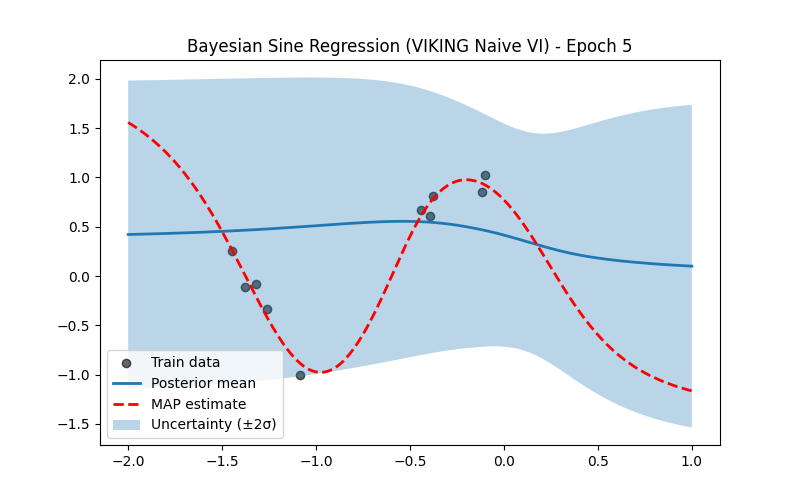 Bayesian Sine Regression (VIKING Naive VI) - Epoch 5
2.0
1.5
1.0
0.5
0.0
−0.5
−1.0
−1.5
Train data
Posterior mean
MAP estimate
Uncertainty (±2σ)
−2.0 −1.5 −1.0 −0.5 0.0 0.5 1.0